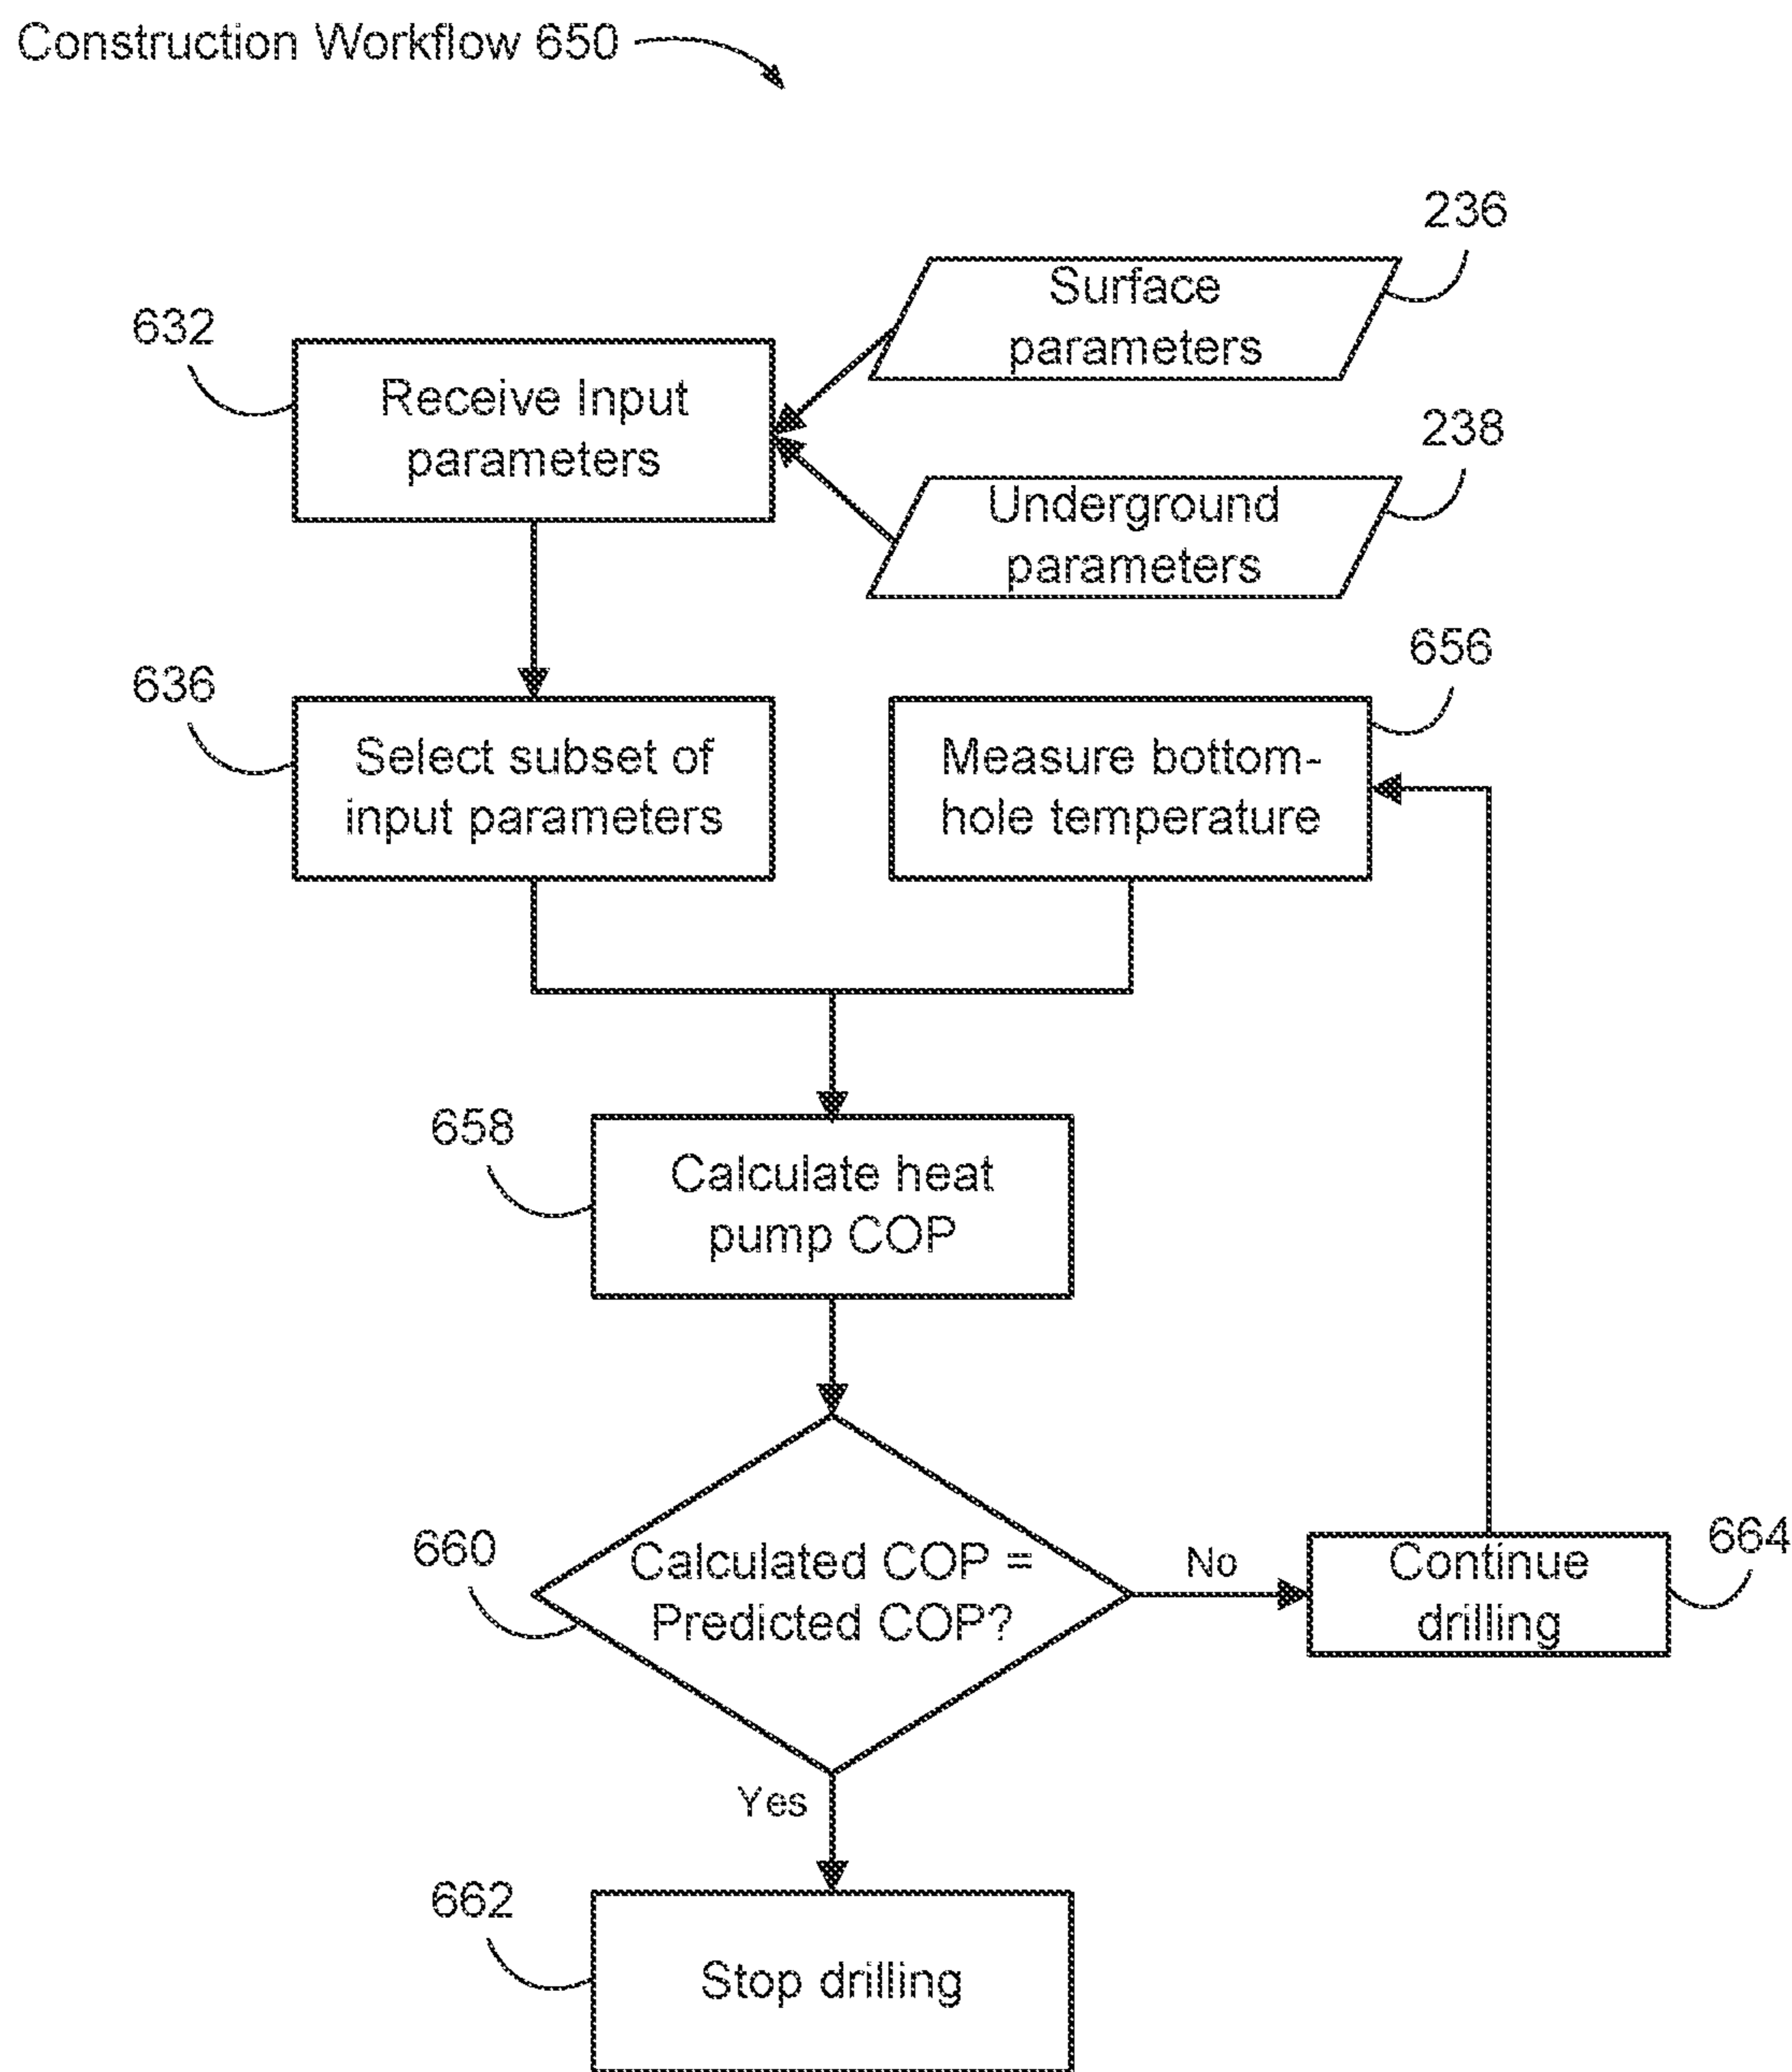 Construction Workflow 650
236
Surface
parameters
632
Receive Input
parameters
238
Underground
parameters
656
636
Select subset of
input parameters
Measure bottom-
hole temperature
658
Calculate heat
pump COP
660
Calculated COP =
Predicted COP?
No
664
Continue
drilling
Yes
662
Stop drilling